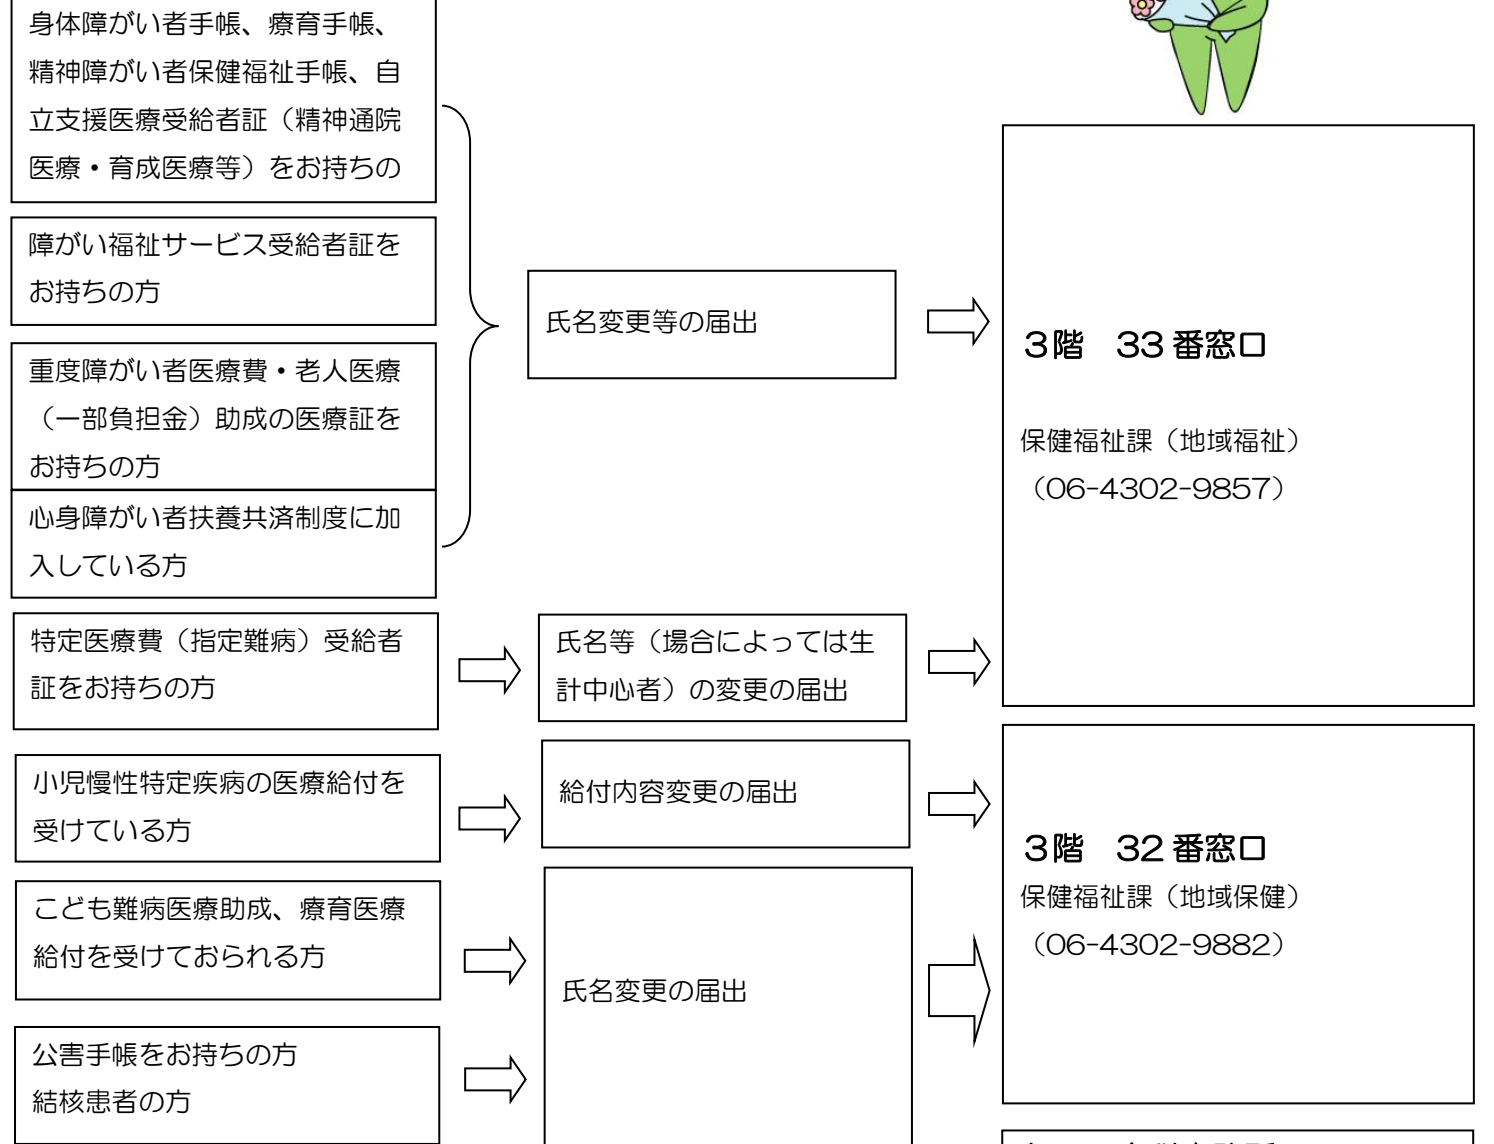 身体障がい者手帳、療育手帳、
精神障がい者保健福祉手帳、自
立支援医療受給者証（精神通院
医療・育成医療等）をお持ちの
障がい福祉サービス受給者証を
お持ちの方
重度障がい者医療費・老人医療
（一部負担金）助成の医療証を
お持ちの方
心身障がい者扶養共済制度に加
入している方
氏名変更等の届出
３階　33 番窓口
保健福祉課（地域福祉）
（06-4302-9857）
特定医療費（指定難病）受給者
証をお持ちの方
氏名等（場合によっては生
計中心者）の変更の届出
小児慢性特定疾病の医療給付を
受けている方
給付内容変更の届出
３階　32 番窓口
保健福祉課（地域保健）
（06-4302-9882）
こども難病医療助成、療育医療
給付を受けておられる方
氏名変更の届出
公害手帳をお持ちの方
結核患者の方